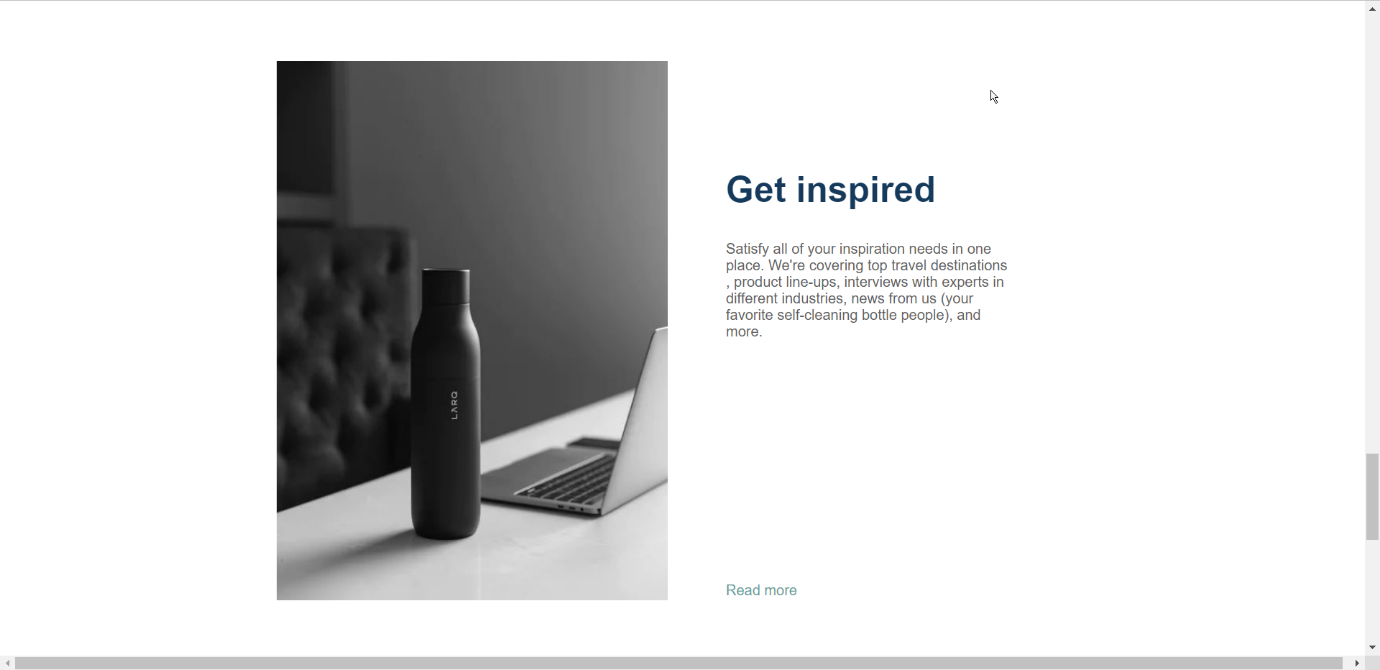 Get inspired
Satisfy all of your inspiration needs in one
place. We're covering top travel destinations
, product line-ups, interviews with experts in
different industries, news from us (your
favorite self-cleaning bottle people), and
more.
LARQ
Read more